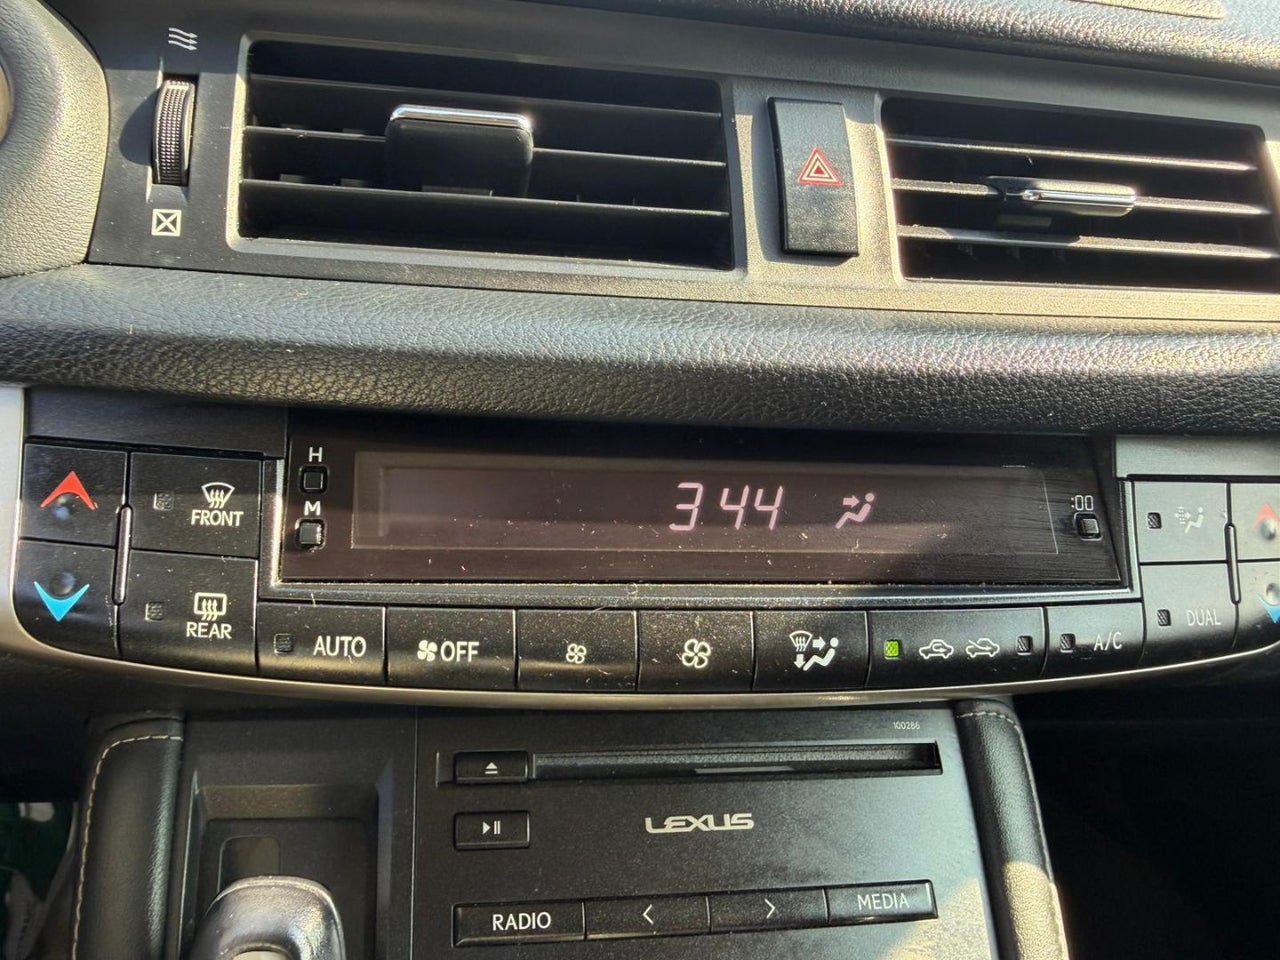 H
M
3 44
:00
FRONT
REAR
AUTO
OFF
A/C
DUAL
100286
LEXUS
RADIO
MEDIA